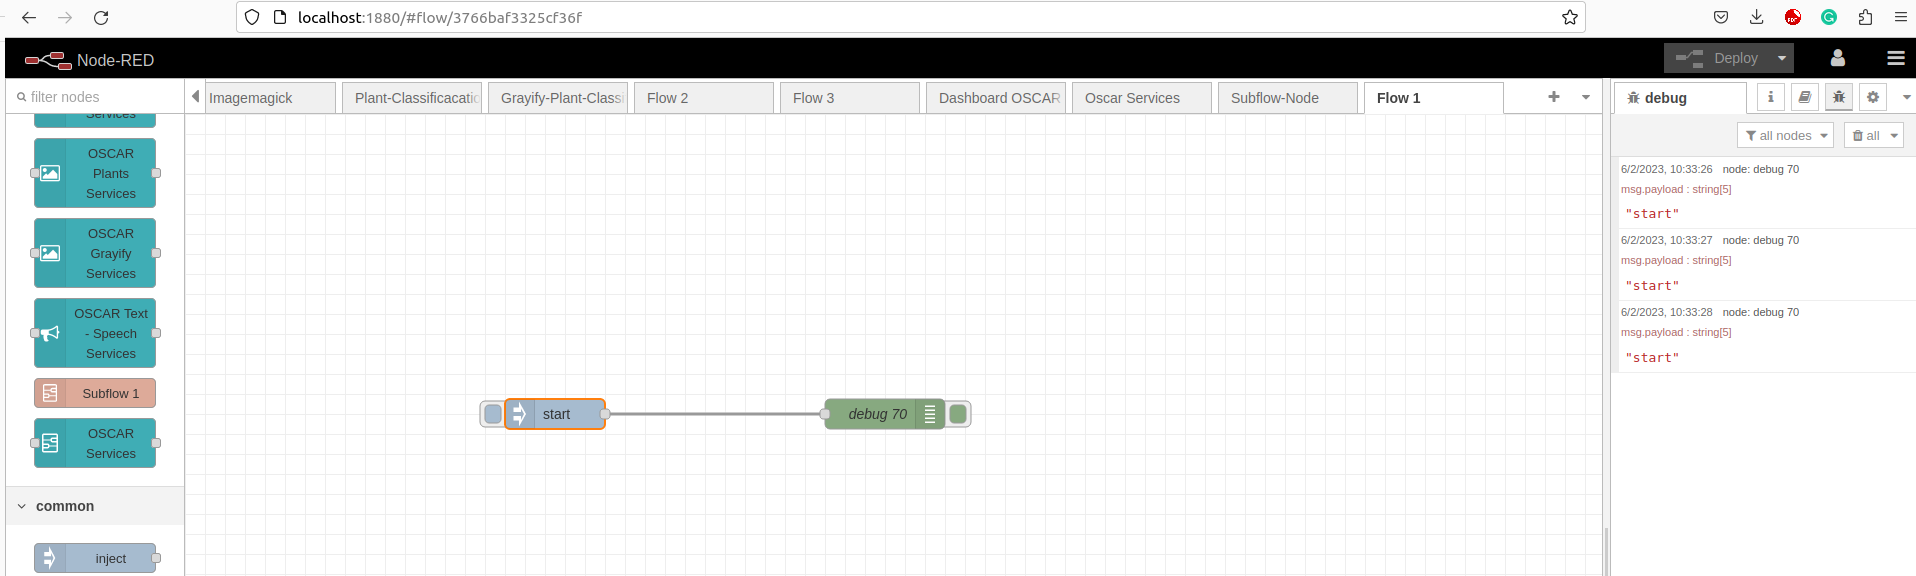 localhost:1880/#flow/3766baf3325cf36f
Node-RED
Deploy
filter nodes
Imagemagick
Plant-Classificacatio
Grayify-Plant-Classi
Flow 2
Flow 3
Dashboard OSCAR
Oscar Services
Subflow-Node
Flow 1
debug
i
all nodes
all
Services
OSCAR
Plants
Services
OSCAR
Grayify
Services
OSCAR Text
- Speech
Services
Subflow 1
OSCAR
Services
common
inject
start
debug 70
6/2/2023, 10:33:26 node: debug 70
msg.payload : string[5]
"start"
6/2/2023, 10:33:27 node: debug 70
msg.payload : string[5]
"start"
6/2/2023, 10:33:28 node: debug 70
msg.payload : string[5]
"start"